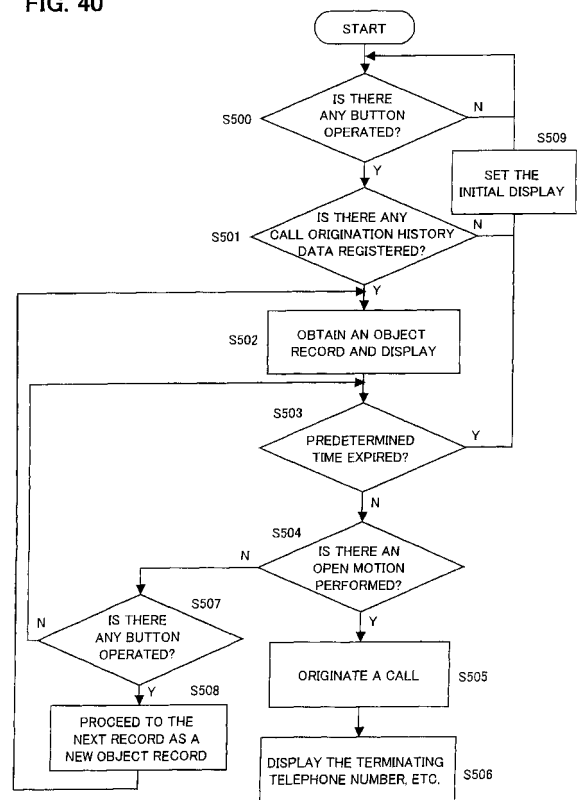 FIG. 40
START
IS THERE
ANY BUTTON
OPERATED?
N
S500
Y
S509
SET THE
INITIAL DISPLAY
IS THERE ANY
CALL ORIGINATION HISTORY
DATA REGISTERED?
N
S501
Y
S502
OBTAIN AN OBJECT
RECORD AND DISPLAY
S503
PREDETERMINED
TIME EXPIRED?
Y
N
S504
IS THERE AN
OPEN MOTION
PERFORMED?
N
Y
S507
IS THERE
ANY BUTTON
OPERATED?
N
Y
ORIGINATE A CALL
S505
S508
PROCEED TO THE
NEXT RECORD AS A
NEW OBJECT RECORD
DISPLAY THE TERMINATING
TELEPHONE NUMBER, ETC.
S506